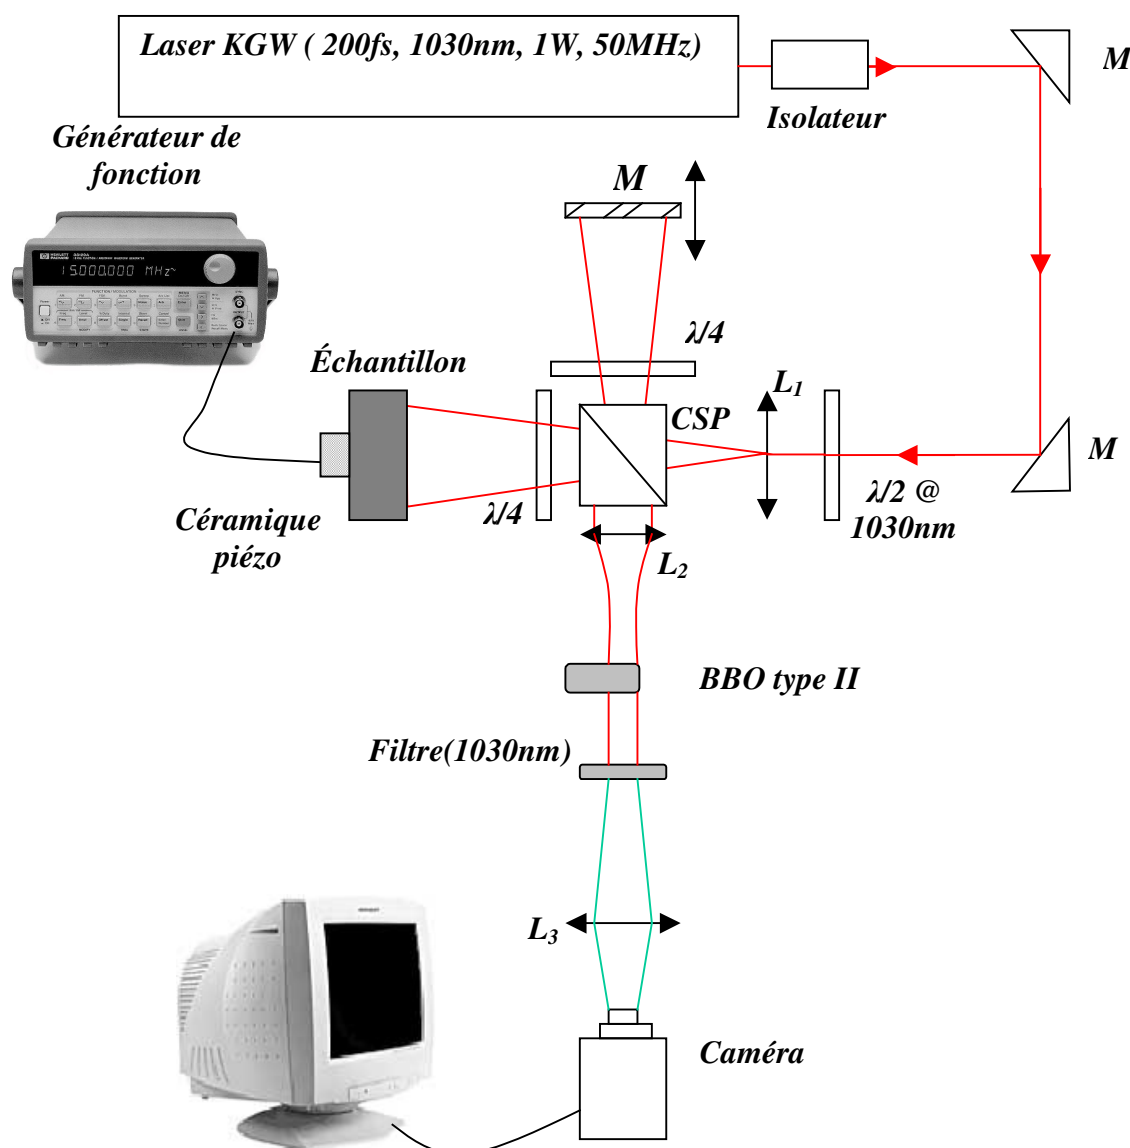 Laser KGW ( 200fs, 1030nm, 1W, 50MHz)
M
Isolateur
Générateur de
fonction
M
15.000.000 MHz~
λ/4
Échantillon
L1
CSP
M
λ/4
λ/2 @
1030nm
Céramique
piézo
L2
BBO type II
Filtre(1030nm)
L3
Caméra